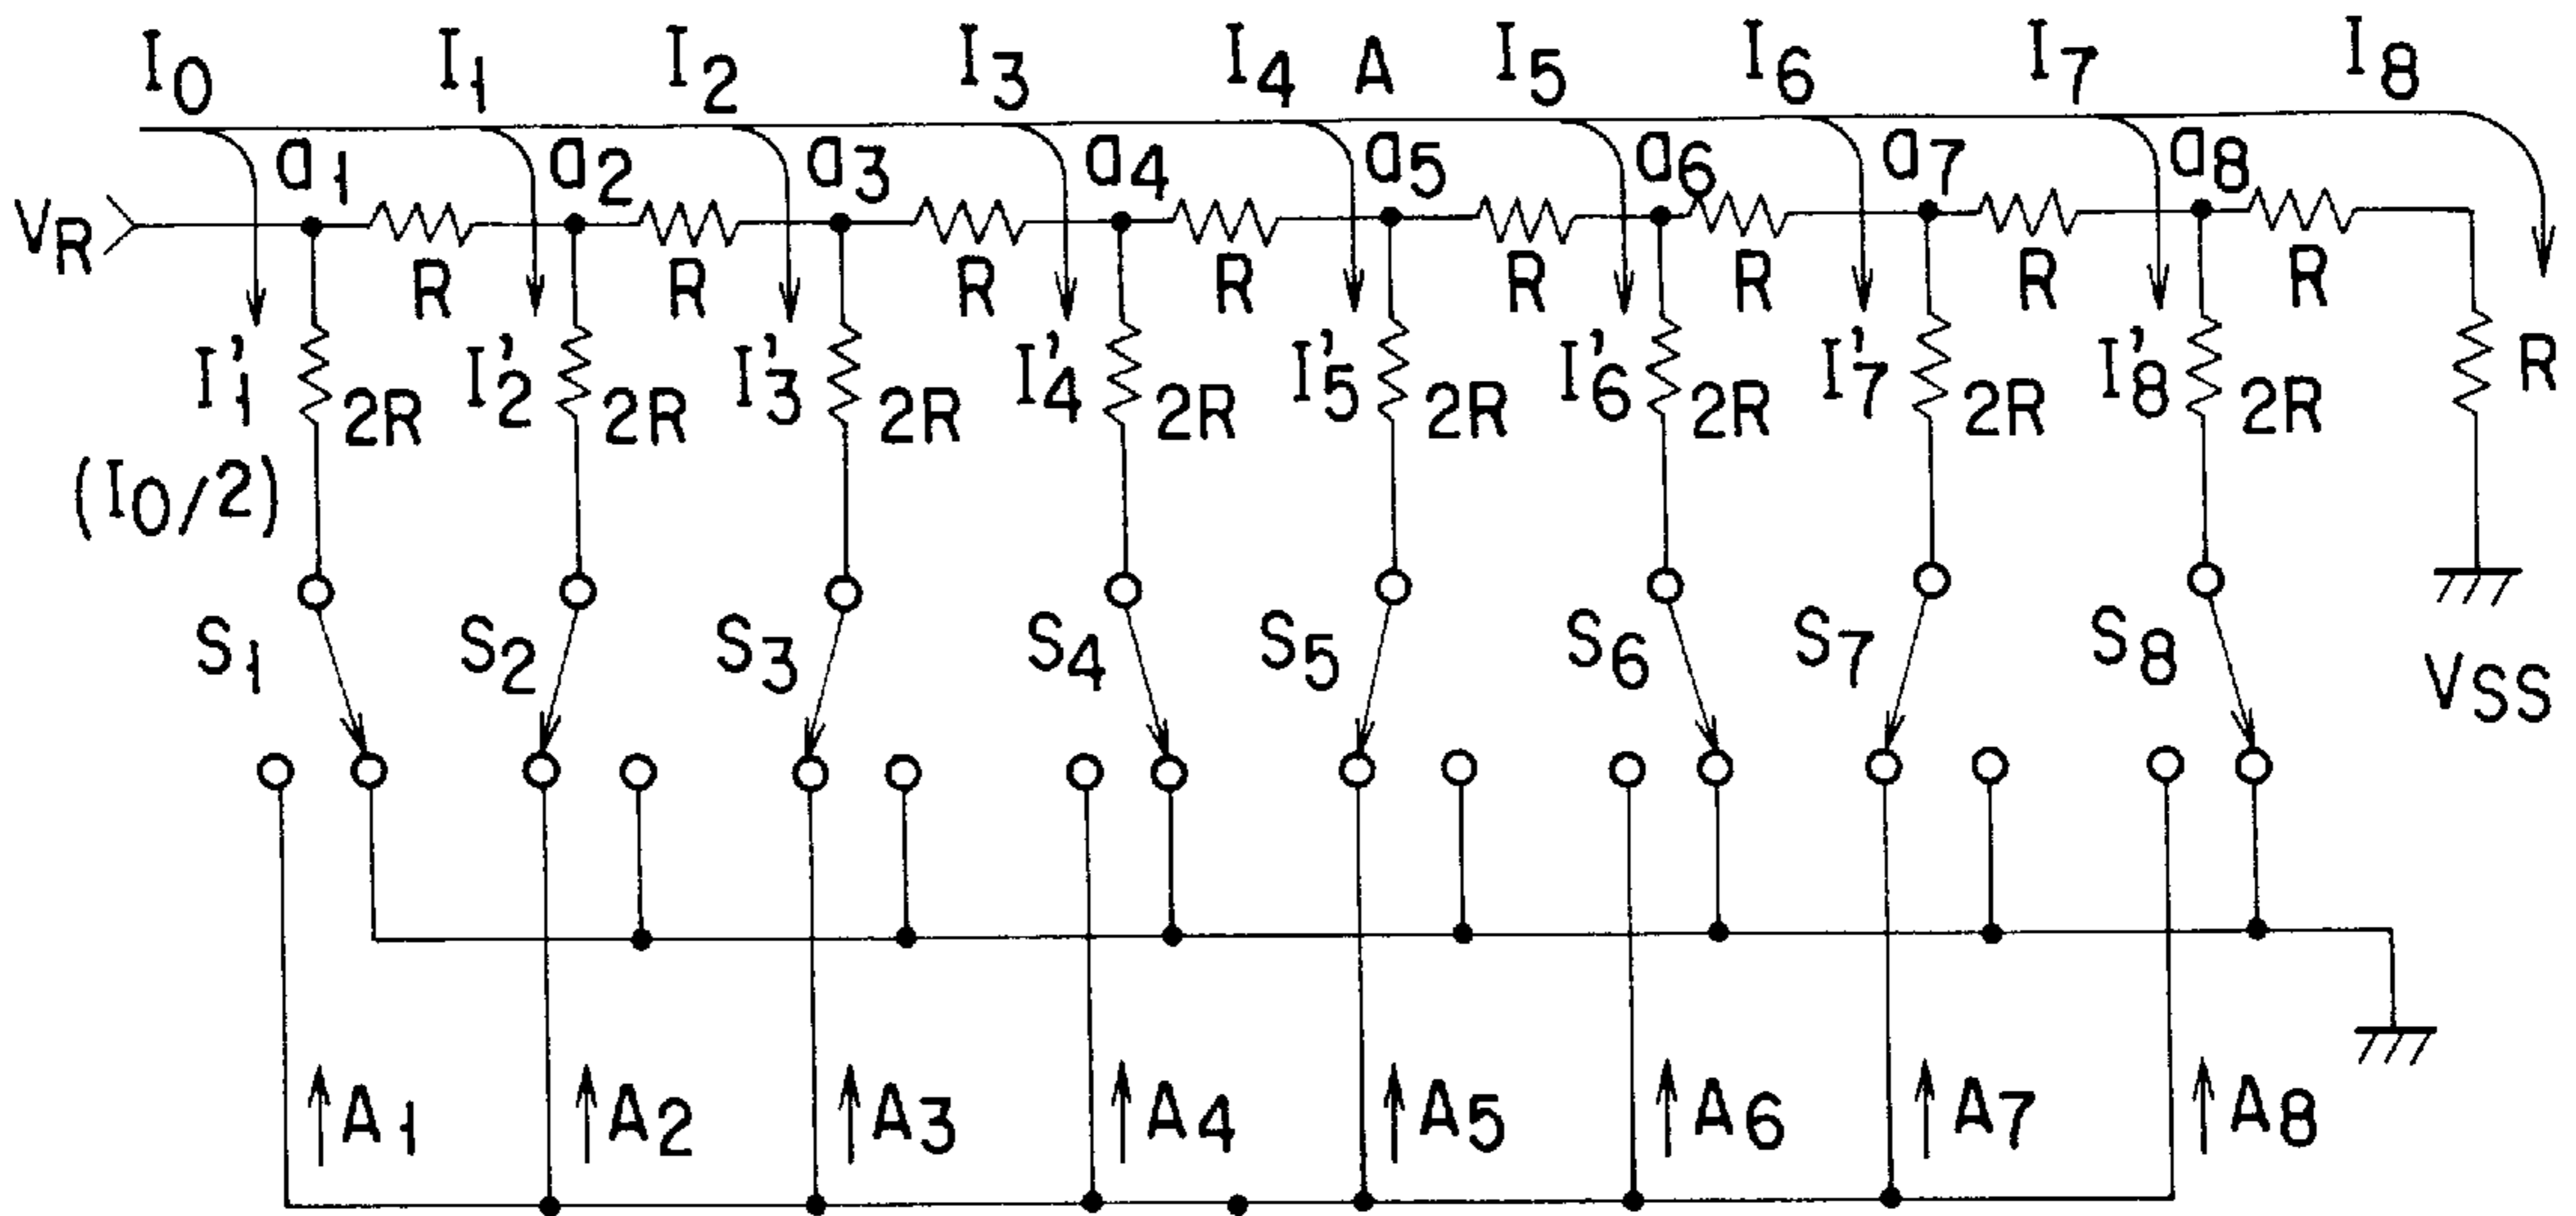 I0 I1 I2 I3 I4 A I5 I6 I7 I8
a1 a2 a3 a4 a5 a6 a7 a8
VR
R R R R R R R R
I'1 2R I'2 2R I'3 2R I'4 2R I'5 2R I'6 2R I'7 2R I'8 2R R
(I0/2)
S1 S2 S3 S4 S5 S6 S7 S8 VSS
A1 A2 A3 A4 A5 A6 A7 A8